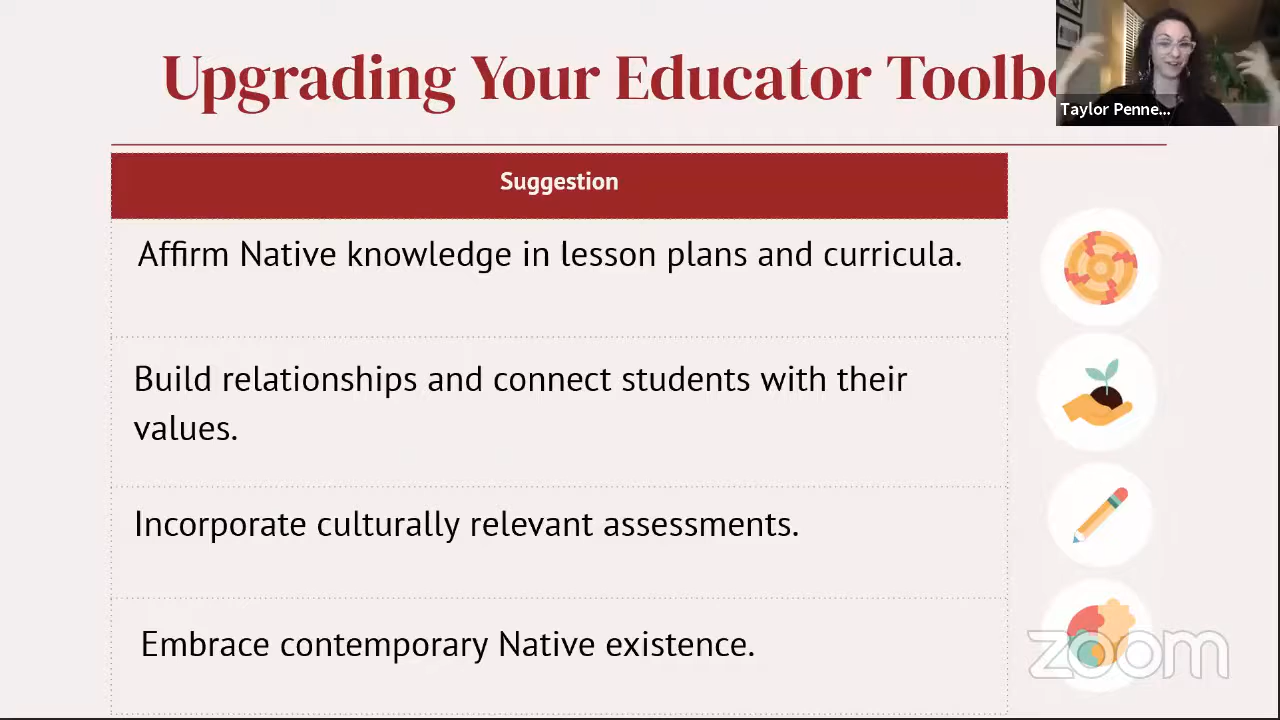 Upgrading Your Educator Toolb
Taylor Penne...
Suggestion
Affirm Native knowledge in lesson plans and curricula.
Build relationships and connect students with their
values.
Incorporate culturally relevant assessments.
Embrace contemporary Native existence.
zoom